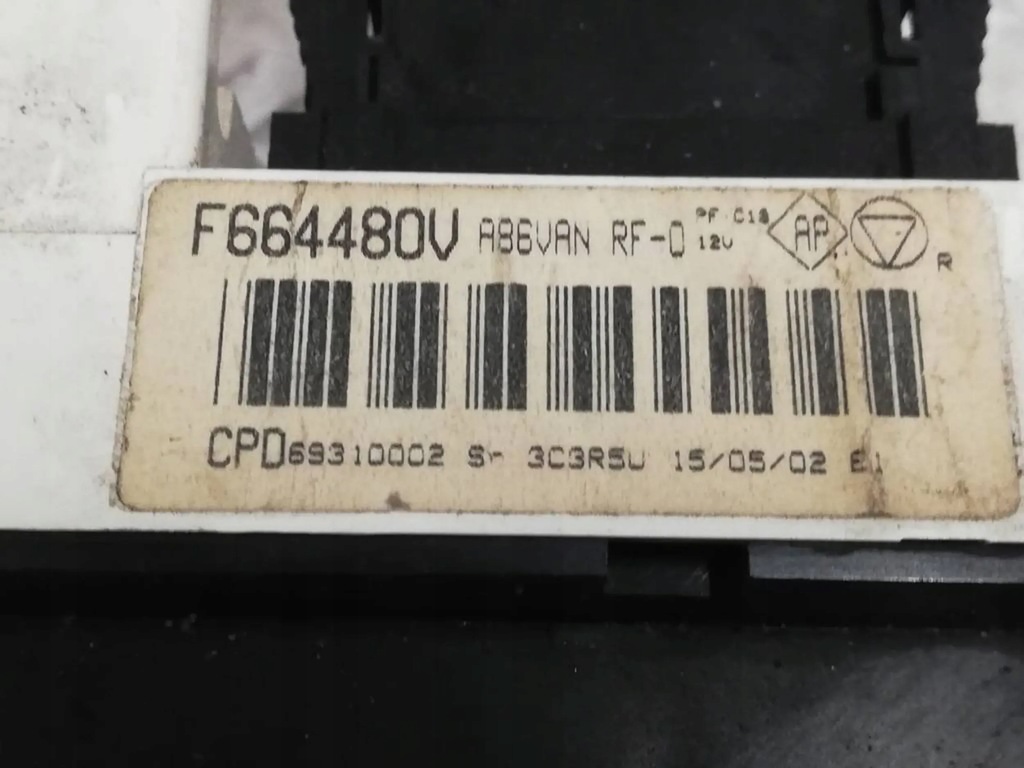 F664480V A86VAN RF-0 PF C18 12V AP R
CPD69310002 3C3R5U 15/05/02 E1